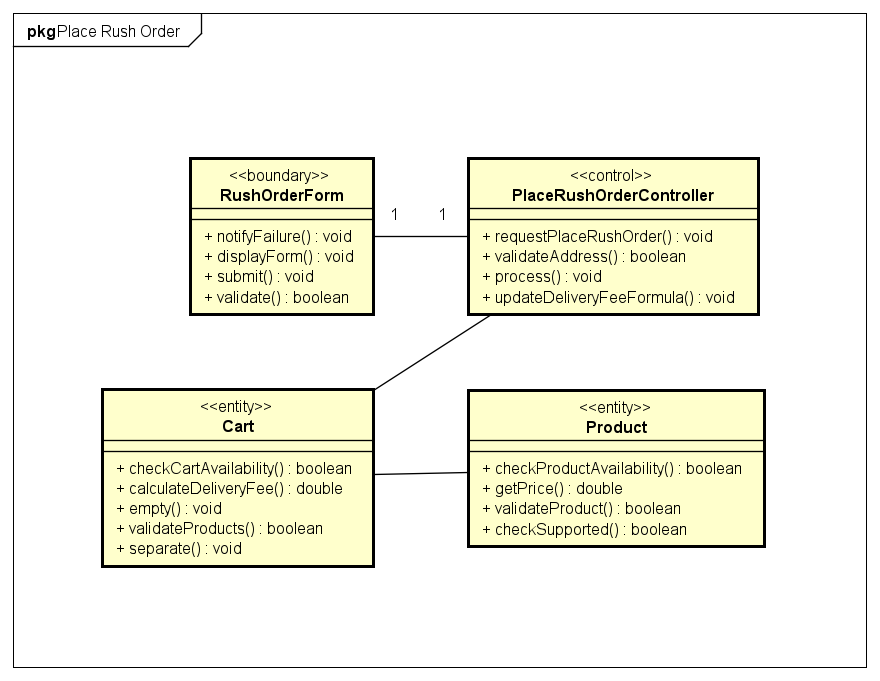 pkgPlace Rush Order
<<boundary>>
RushOrderForm
+ notifyFailure() : void
+ displayForm() : void
+ submit() : void
+ validate() : boolean
1
1
<<control>>
PlaceRushOrderController
+ requestPlaceRushOrder() : void
+ validateAddress() : boolean
+ process() : void
+ updateDeliveryFeeFormula() : void
<<entity>>
Cart
+ checkCartAvailability() : boolean
+ calculateDeliveryFee() : double
+ empty() : void
+ validateProducts() : boolean
+ separate() : void
<<entity>>
Product
+ checkProductAvailability() : boolean
+ getPrice() : double
+ validateProduct() : boolean
+ checkSupported() : boolean